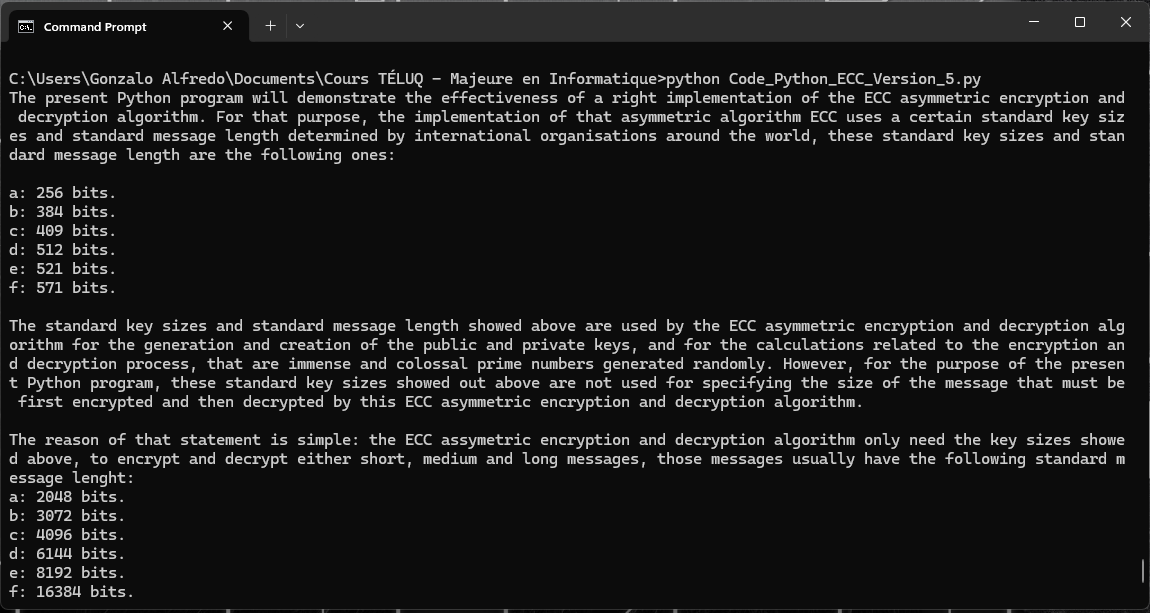 Command Prompt
C:\Users\Gonzalo Alfredo\Documents\Cours TÉLUQ - Majeure en Informatique>python Code_Python_ECC_Version_5.py
The present Python program will demonstrate the effectiveness of a right implementation of the ECC asymmetric encryption and
 decryption algorithm. For that purpose, the implementation of that asymmetric algorithm ECC uses a certain standard key siz
es and standard message length determined by international organisations around the world, these standard key sizes and stan
dard message length are the following ones:
a: 256 bits.
b: 384 bits.
c: 409 bits.
d: 512 bits.
e: 521 bits.
f: 571 bits.
The standard key sizes and standard message length showed above are used by the ECC asymmetric encryption and decryption alg
orithm for the generation and creation of the public and private keys, and for the calculations related to the encryption an
d decryption process, that are immense and colossal prime numbers generated randomly. However, for the purpose of the presen
t Python program, these standard key sizes showed out above are not used for specifying the size of the message that must be
 first encrypted and then decrypted by this ECC asymmetric encryption and decryption algorithm.
The reason of that statement is simple: the ECC assymetric encryption and decryption algorithm only need the key sizes showe
d above, to encrypt and decrypt either short, medium and long messages, those messages usually have the following standard m
essage lenght:
a: 2048 bits.
b: 3072 bits.
c: 4096 bits.
d: 6144 bits.
e: 8192 bits.
f: 16384 bits.